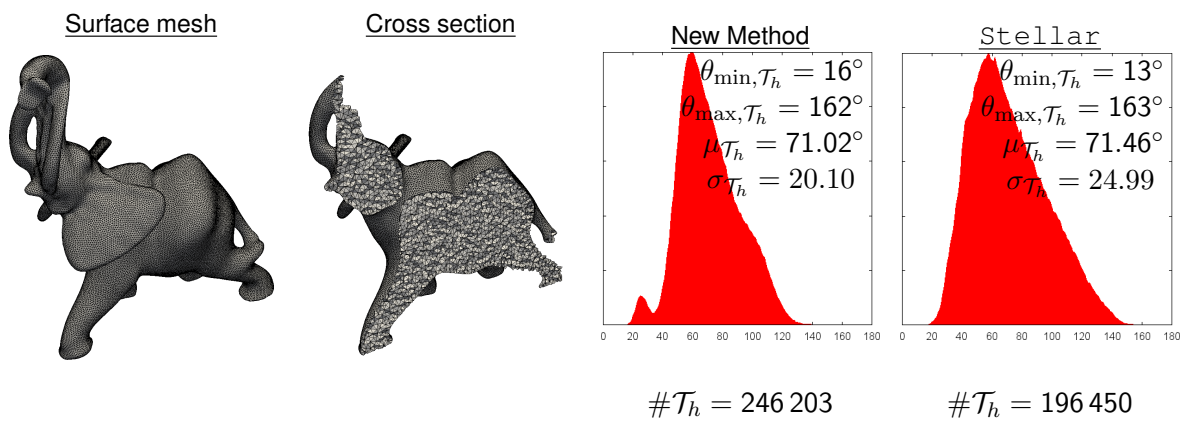 Surface mesh
Cross section
New Method
θmin,𝒯h = 16°
θmax,𝒯h = 162°
μ𝒯h = 71.02°
σ𝒯h = 20.10
0 20 40 60 80 100 120 140 160 180
#𝒯h = 246 203
Stellar
θmin,𝒯h = 13°
θmax,𝒯h = 163°
μ𝒯h = 71.46°
σ𝒯h = 24.99
0 20 40 60 80 100 120 140 160 180
#𝒯h = 196 450